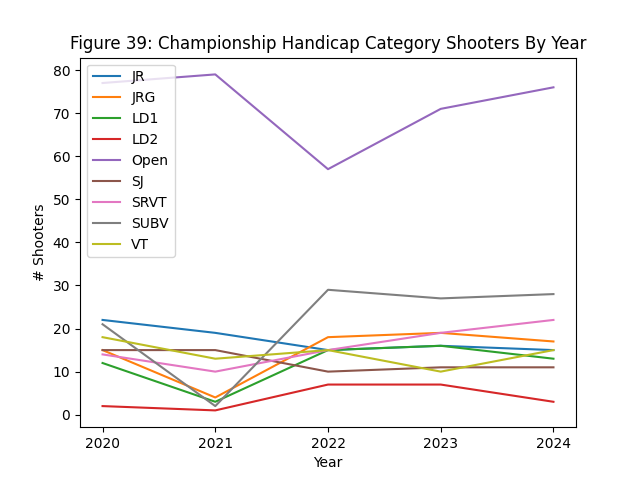 Figure 39: Championship Handicap Category Shooters By Year
80
70
60
50
40
30
20
10
0
# Shooters
JR
JRG
LD1
LD2
Open
SJ
SRVT
SUBV
VT
2020 2021 2022 2023 2024
Year